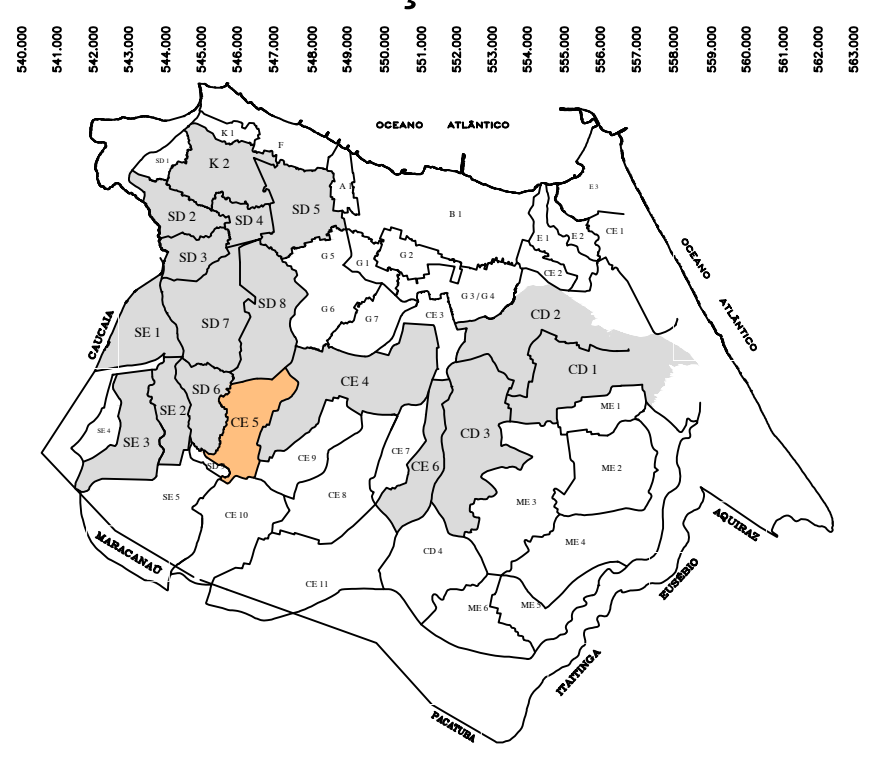 540.000 541.000 542.000 543.000 544.000 545.000 546.000 547.000 548.000 549.000 550.000 551.000 552.000 553.000 554.000 555.000 556.000 557.000 558.000 559.000 560.000 561.000 562.000 563.000
OCEANO ATLÂNTICO
K 1
F
SD 1
K 2
A 1
E 3
SD 2
SD 4
SD 5
B 1
CE 1
E 1
E 2
SD 3
G 5
G 1
G 2
CE 2
OCEANO ATLÂNTICO
SD 8
G 3 / G 4
G 6
G 7
CE 3
CD 2
CAUCAIA
SE 1
SD 7
CD 1
CE 4
SD 6
ME 1
SE 2
CE 5
SE 4
SE 3
CD 3
CE 7
CE 9
CE 6
ME 2
SE 5
CE 8
ME 3
CE 10
AQUIRAZ
ME 4
MARACANAÚ
CD 4
CE 11
EUSÉBIO
ME 6
ME 5
ITAITINGA
PACATUBA